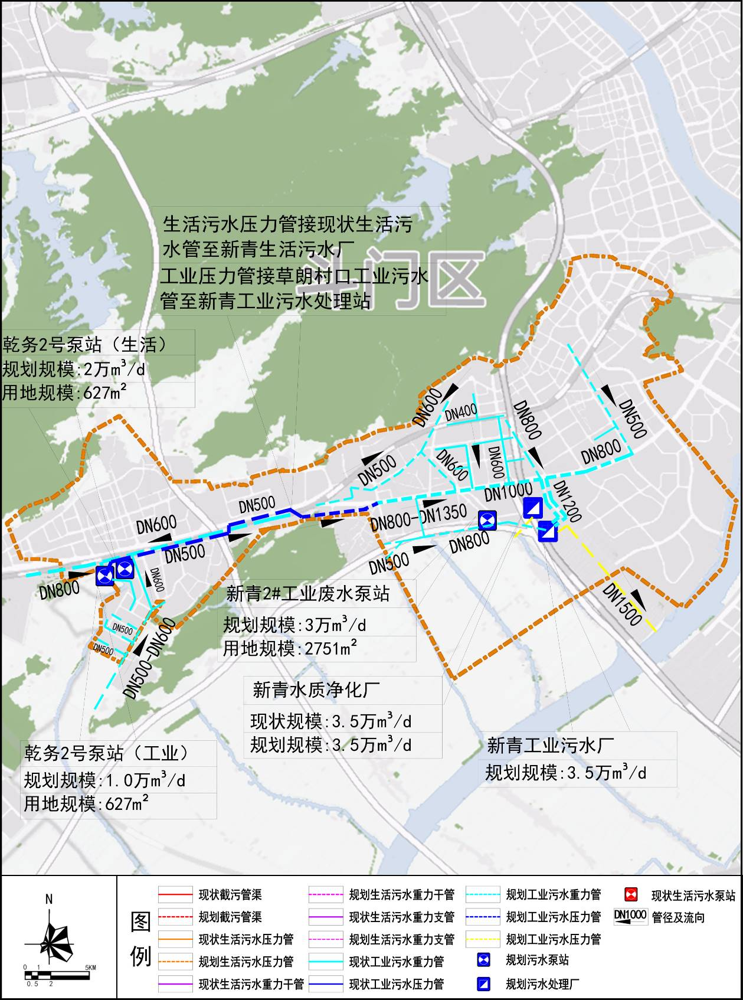 生活污水压力管接现状生活污
水管至新青生活污水厂
斗门区
工业压力管接草朗村口工业污水
管至新青工业污水处理站
乾务2号泵站（生活）
规划规模:2万m³/d
用地规模:627m²
DN600
DN400
DN800
DN500
DN500
DN600
DN600
DN800
DN1000
DN1200
DN500
DN800-DN1350
DN600
DN500
DN800
DN500
DN600
DN800
DN1500
DN500
DN500
DN500-DN600
新青2#工业废水泵站
规划规模:3万m³/d
用地规模:2751m²
新青水质净化厂
现状规模:3.5万m³/d
规划规模:3.5万m³/d
新青工业污水厂
规划规模:3.5万m³/d
乾务2号泵站（工业）
规划规模:1.0万m³/d
用地规模:627m²
N
0 1 5KM
0.5 2
图例
现状截污管渠
规划截污管渠
现状生活污水压力管
规划生活污水压力管
现状生活污水重力干管
规划生活污水重力干管
现状生活污水重力支管
规划生活污水重力支管
现状工业污水重力管
现状工业污水压力管
规划工业污水重力管
规划工业污水压力管
规划工业污水压力管
规划污水泵站
规划污水处理厂
现状生活污水泵站
DN1000 管径及流向